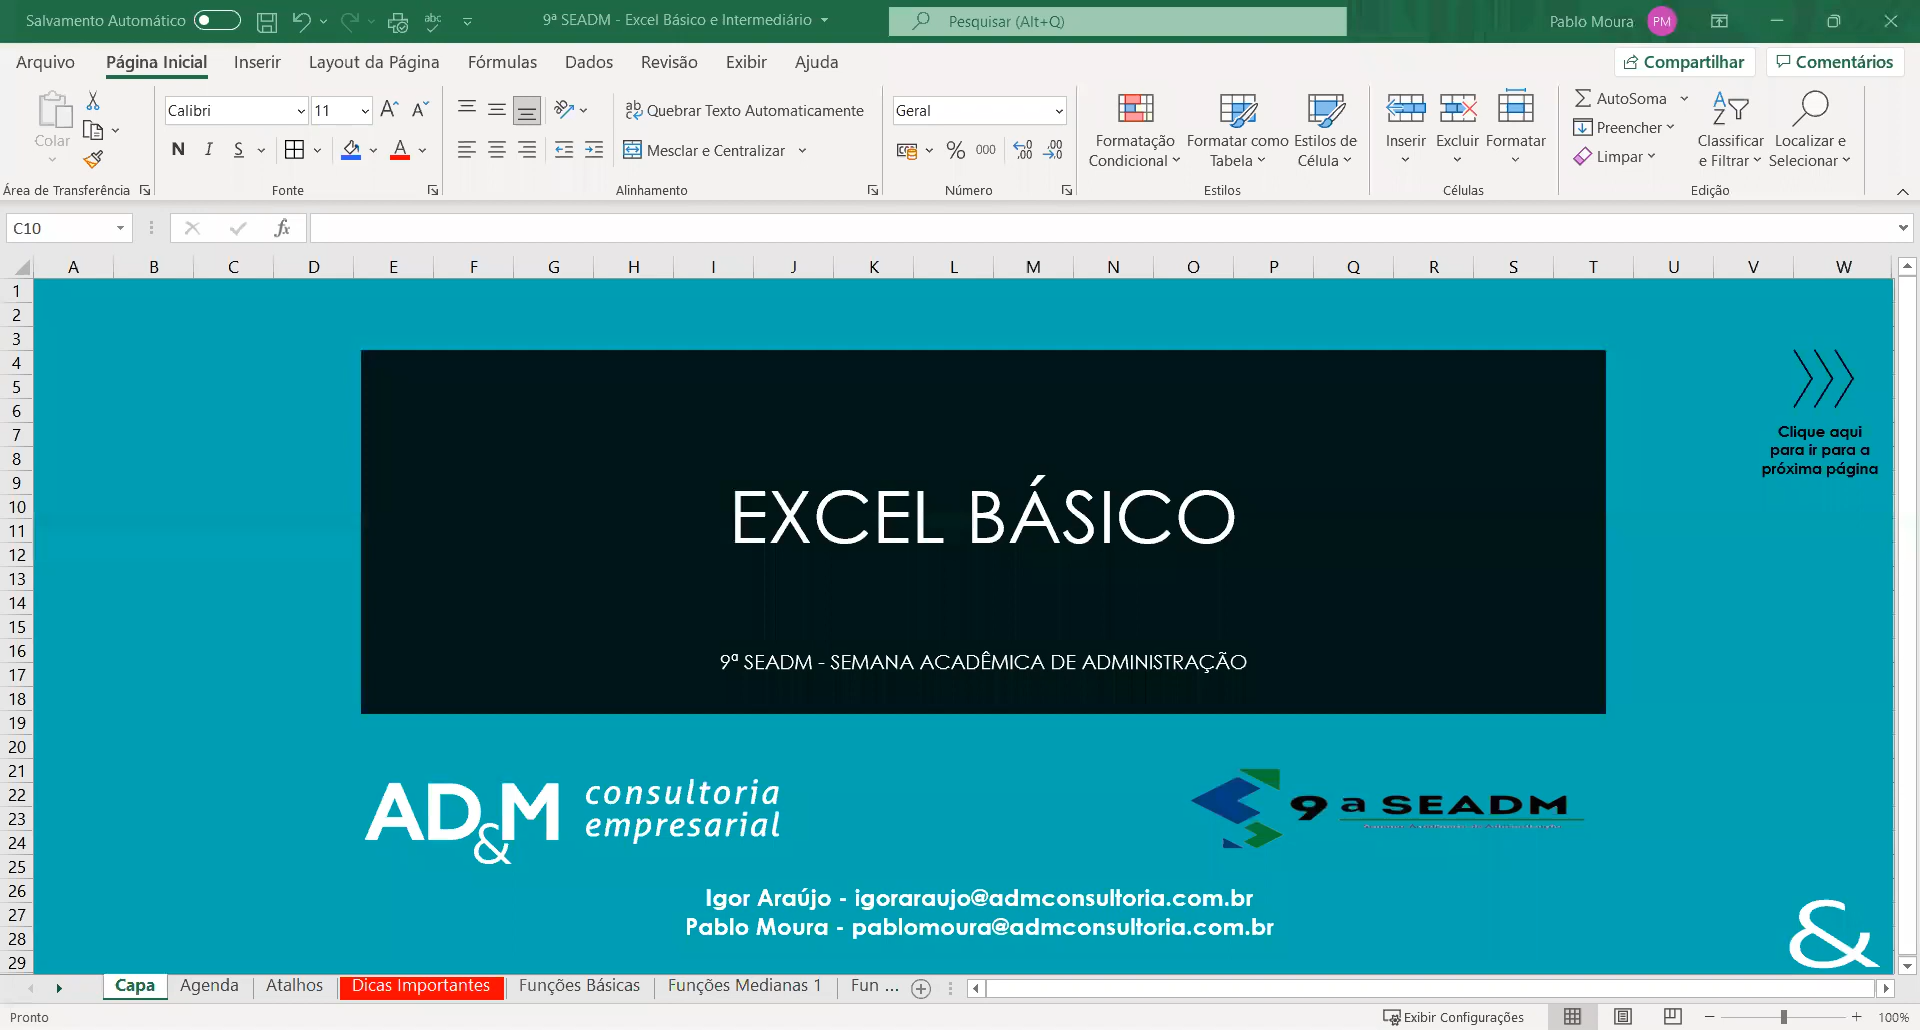 Salvamento Automático
abc
9ª SEADM - Excel Básico e Intermediário
Pesquisar (Alt+Q)
Pablo Moura
PM
Arquivo
Página Inicial
Inserir
Layout da Página
Fórmulas
Dados
Revisão
Exibir
Ajuda
Compartilhar
Comentários
Colar
Área de Transferência
Calibri
11
N I S
Fonte
Quebrar Texto Automaticamente
Mesclar e Centralizar
Alinhamento
Geral
% 000
Número
Formatação Condicional
Formatar como Tabela
Estilos de Célula
Estilos
Inserir
Excluir
Formatar
Células
AutoSoma
Preencher
Limpar
Classificar e Filtrar
Localizar e Selecionar
Edição
C10
fx
A B C D E F G H I J K L M N O P Q R S T U V W
1
2
3
4
5
6
7
8
9
10
11
12
13
14
15
16
17
18
19
20
21
22
23
24
25
26
27
28
29
Clique aqui
para ir para a
próxima página
EXCEL BÁSICO
9ª SEADM - SEMANA ACADÊMICA DE ADMINISTRAÇÃO
AD&M consultoria
empresarial
9ª SEADM
Igor Araújo - igoraraujo@admconsultoria.com.br
Pablo Moura - pablomoura@admconsultoria.com.br
&
Capa
Agenda
Atalhos
Dicas Importantes
Funções Básicas
Funções Medianas 1
Fun ...
Pronto
Exibir Configurações
100%